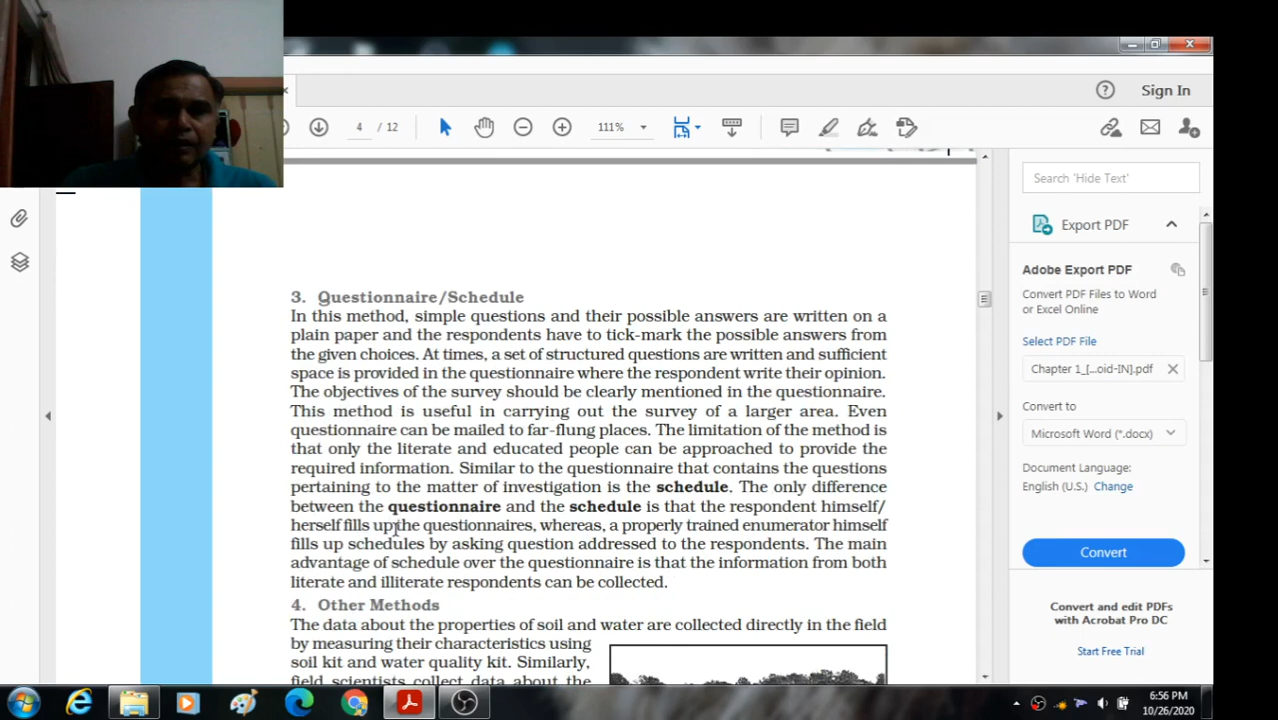 Sign In
4 / 12
111%
Search 'Hide Text'
Export PDF
Adobe Export PDF
Convert PDF Files to Word
or Excel Online
Select PDF File
Chapter 1_[...oid-IN].pdf
Convert to
Microsoft Word (*.docx)
Document Language:
English (U.S.) Change
Convert
Convert and edit PDFs
with Acrobat Pro DC
Start Free Trial
3. Questionnaire/Schedule
In this method, simple questions and their possible answers are written on a
plain paper and the respondents have to tick-mark the possible answers from
the given choices. At times, a set of structured questions are written and sufficient
space is provided in the questionnaire where the respondent write their opinion.
The objectives of the survey should be clearly mentioned in the questionnaire.
This method is useful in carrying out the survey of a larger area. Even
questionnaire can be mailed to far-flung places. The limitation of the method is
that only the literate and educated people can be approached to provide the
required information. Similar to the questionnaire that contains the questions
pertaining to the matter of investigation is the schedule. The only difference
between the questionnaire and the schedule is that the respondent himself/
herself fills up the questionnaires, whereas, a properly trained enumerator himself
fills up schedules by asking question addressed to the respondents. The main
advantage of schedule over the questionnaire is that the information from both
literate and illiterate respondents can be collected.
4. Other Methods
The data about the properties of soil and water are collected directly in the field
by measuring their characteristics using
soil kit and water quality kit. Similarly,
field scientists collect data about the
6:56 PM
10/26/2020